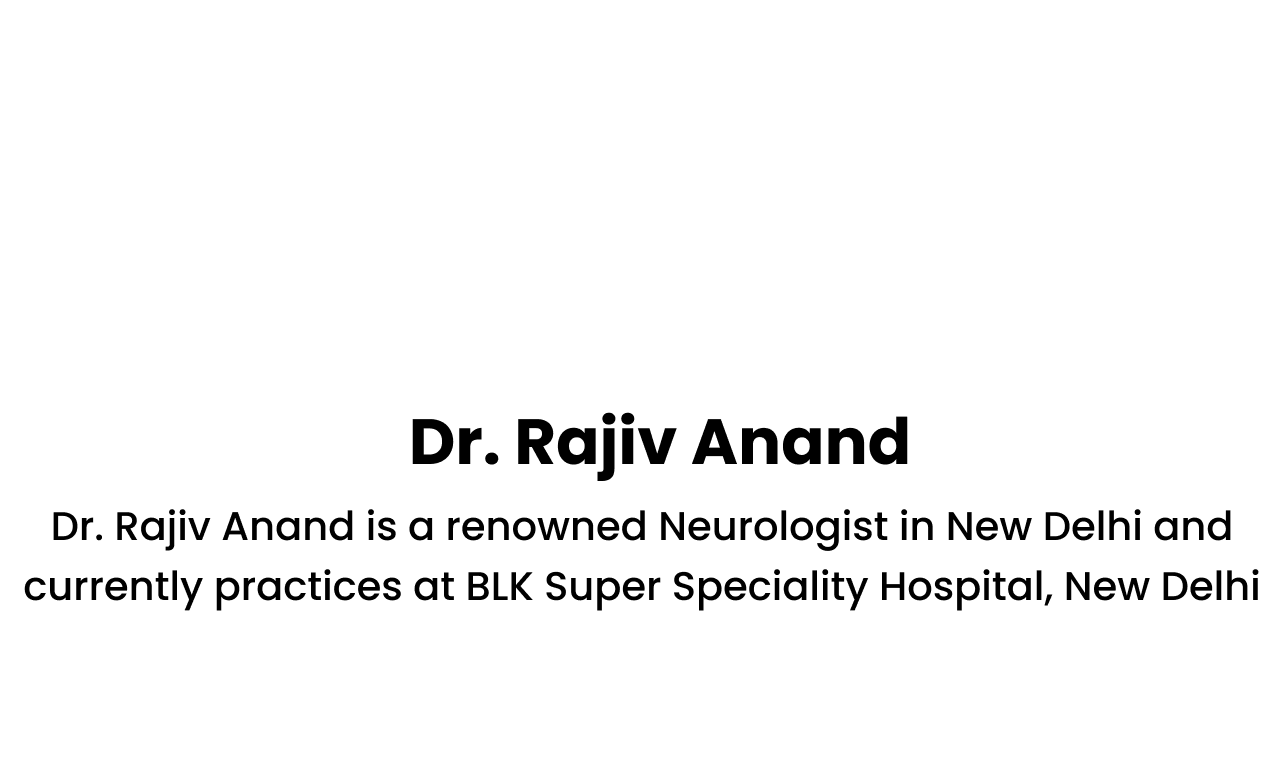 Dr. Rajiv Anand
Dr. Rajiv Anand is a renowned Neurologist in New Delhi and
currently practices at BLK Super Speciality Hospital, New Delhi